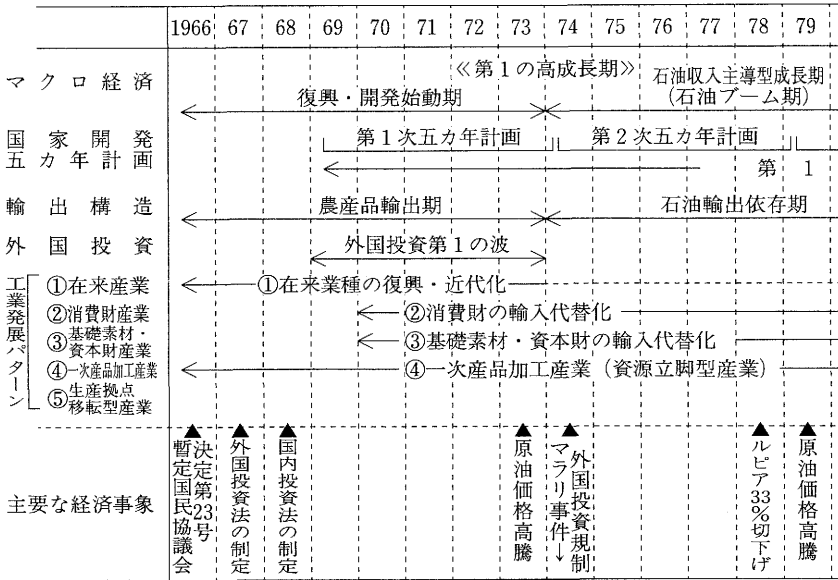 1966 67 68 69 70 71 72 73 74 75 76 77 78 79
マクロ経済
≪第1の高成長期≫
石油収入主導型成長期
復興・開発始動期
(石油ブーム期)
国家開発
五カ年計画
第1次五カ年計画
第2次五カ年計画
第 1
輸出構造
農産品輸出期
石油輸出依存期
外国投資
外国投資第1の波
工業発展パターン
①在来産業
①在来業種の復興・近代化
②消費財産業
②消費財の輸入代替化
③基礎素材・
資本財産業
③基礎素材・資本財の輸入代替化
④一次産品加工産業
④一次産品加工産業(資源立脚型産業)
⑤生産拠点
移転型産業
主要な経済事象
▲
暫定国民協議会
決定第23号
▲
外国投資法の制定
▲
国内投資法の制定
▲
原油価格高騰
▲
マラリ事件→
外国投資規制
▲
ルピア33%切下げ
▲
原油価格高騰